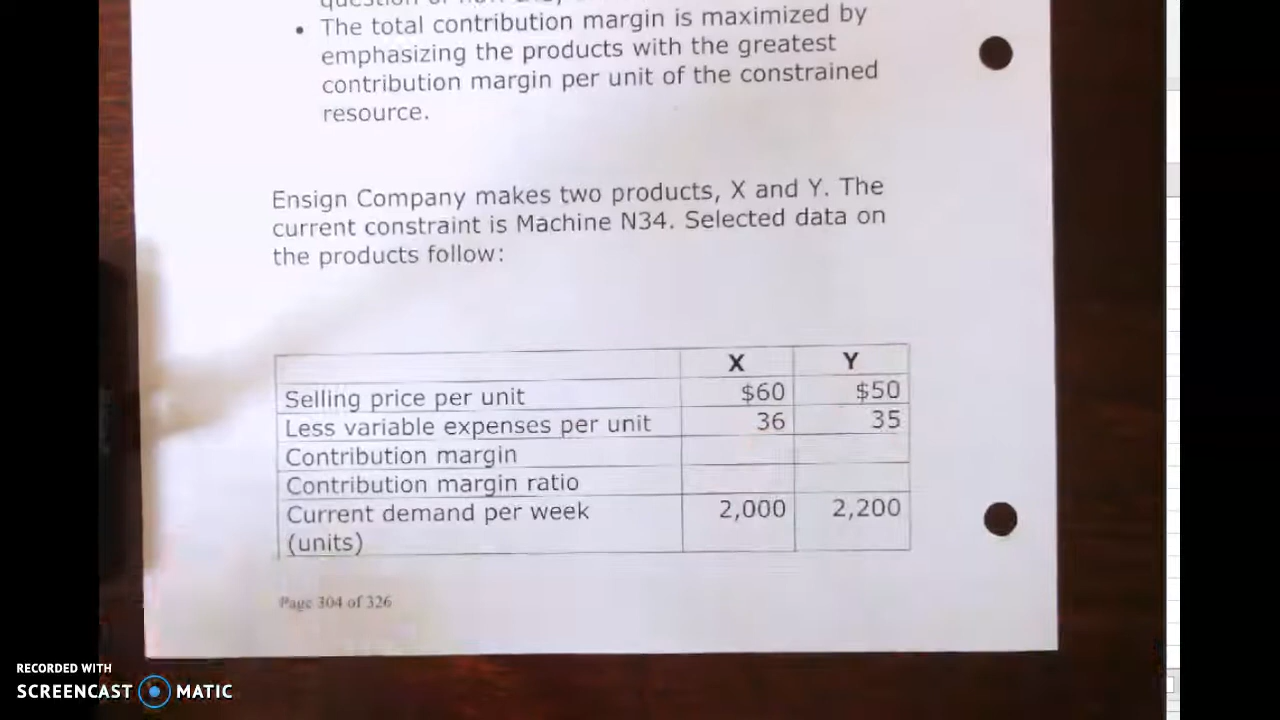 • The total contribution margin is maximized by
emphasizing the products with the greatest
contribution margin per unit of the constrained
resource.
Ensign Company makes two products, X and Y. The
current constraint is Machine N34. Selected data on
the products follow:
X Y
Selling price per unit $60 $50
Less variable expenses per unit 36 35
Contribution margin
Contribution margin ratio
Current demand per week 2,000 2,200
(units)
Page 304 of 326
RECORDED WITH
SCREENCAST MATIC